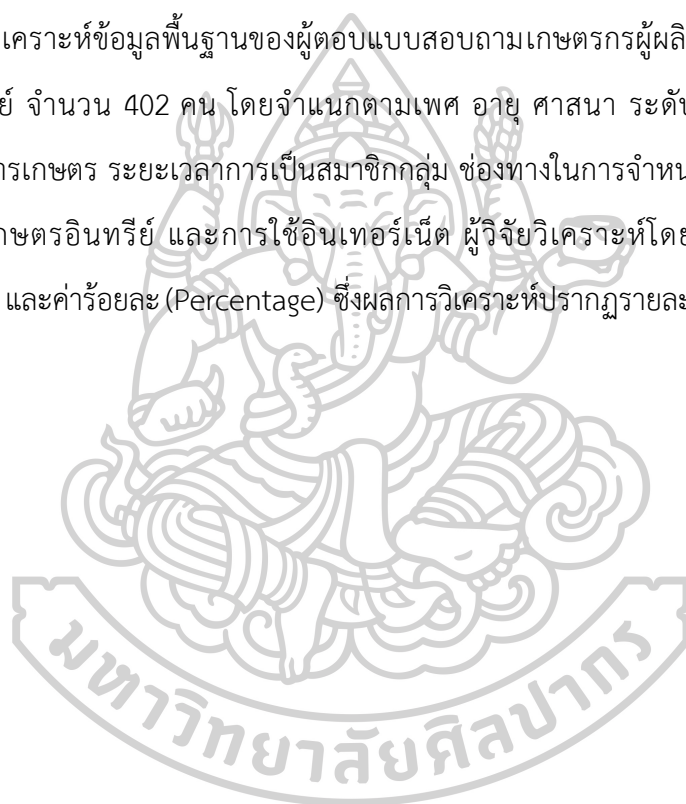 เคราะห์ข้อมูลพื้นฐานของผู้ตอบแบบสอบถามเกษตรกรผู้ผลิ
ย์ จำนวน 402 คน โดยจำแนกตามเพศ อายุ ศาสนา ระดับ
ารเกษตร ระยะเวลาการเป็นสมาชิกกลุ่ม ช่องทางในการจำหน
กษตรอินทรีย์ และการใช้อินเทอร์เน็ต ผู้วิจัยวิเคราะห์โดย
และค่าร้อยละ (Percentage) ซึ่งผลการวิเคราะห์ปรากฏรายละ
มหาวิทยาลัยศิลปากร